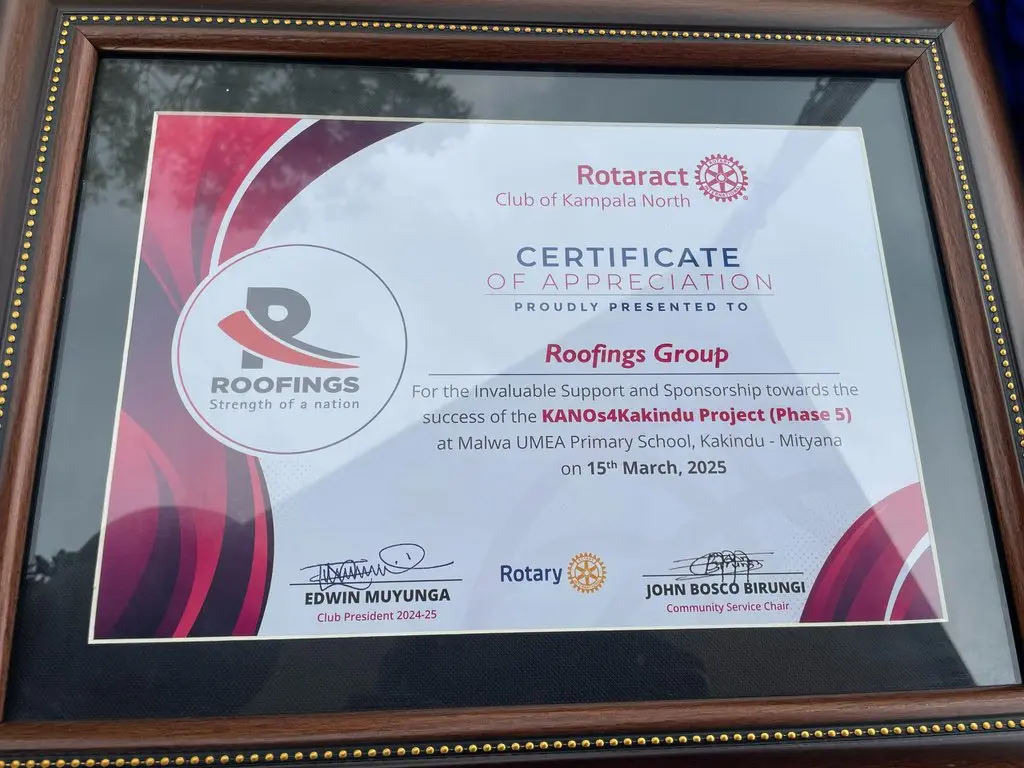 Rotaract
Club of Kampala North
CERTIFICATE
OF APPRECIATION
PROUDLY PRESENTED TO
ROOFINGS
Strength of a nation
Roofings Group
For the Invaluable Support and Sponsorship towards the
success of the KANOs4Kakindu Project (Phase 5)
at Malwa UMEA Primary School, Kakindu - Mityana
on 15th March, 2025
EDWIN MUYUNGA
Club President 2024-25
Rotary
JOHN BOSCO BIRUNGI
Community Service Chair